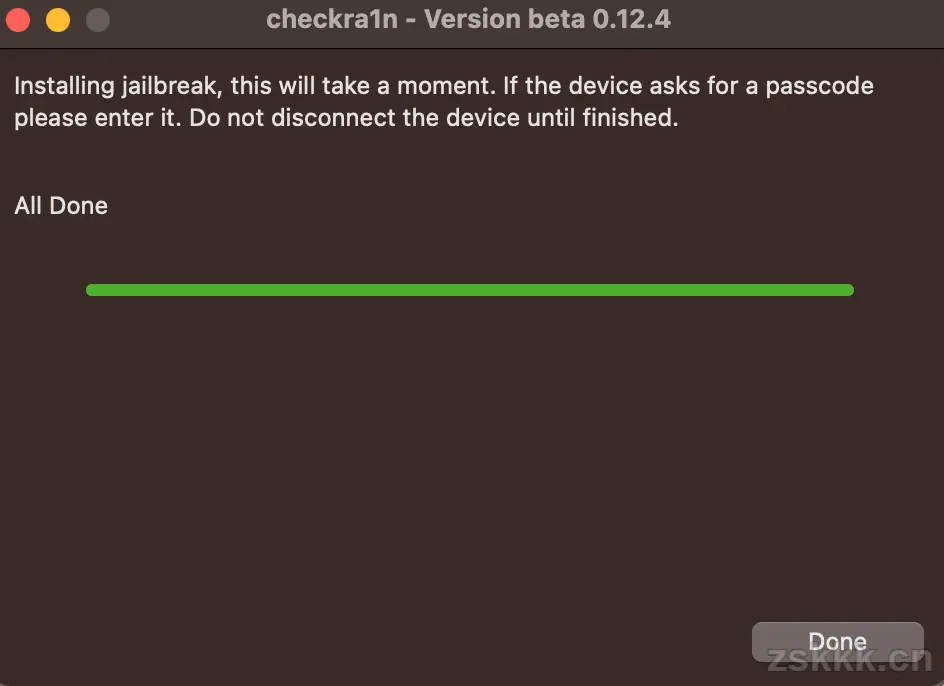 checkra1n - Version beta 0.12.4
Installing jailbreak, this will take a moment. If the device asks for a passcode
please enter it. Do not disconnect the device until finished.
All Done
Done
zskkk.cn